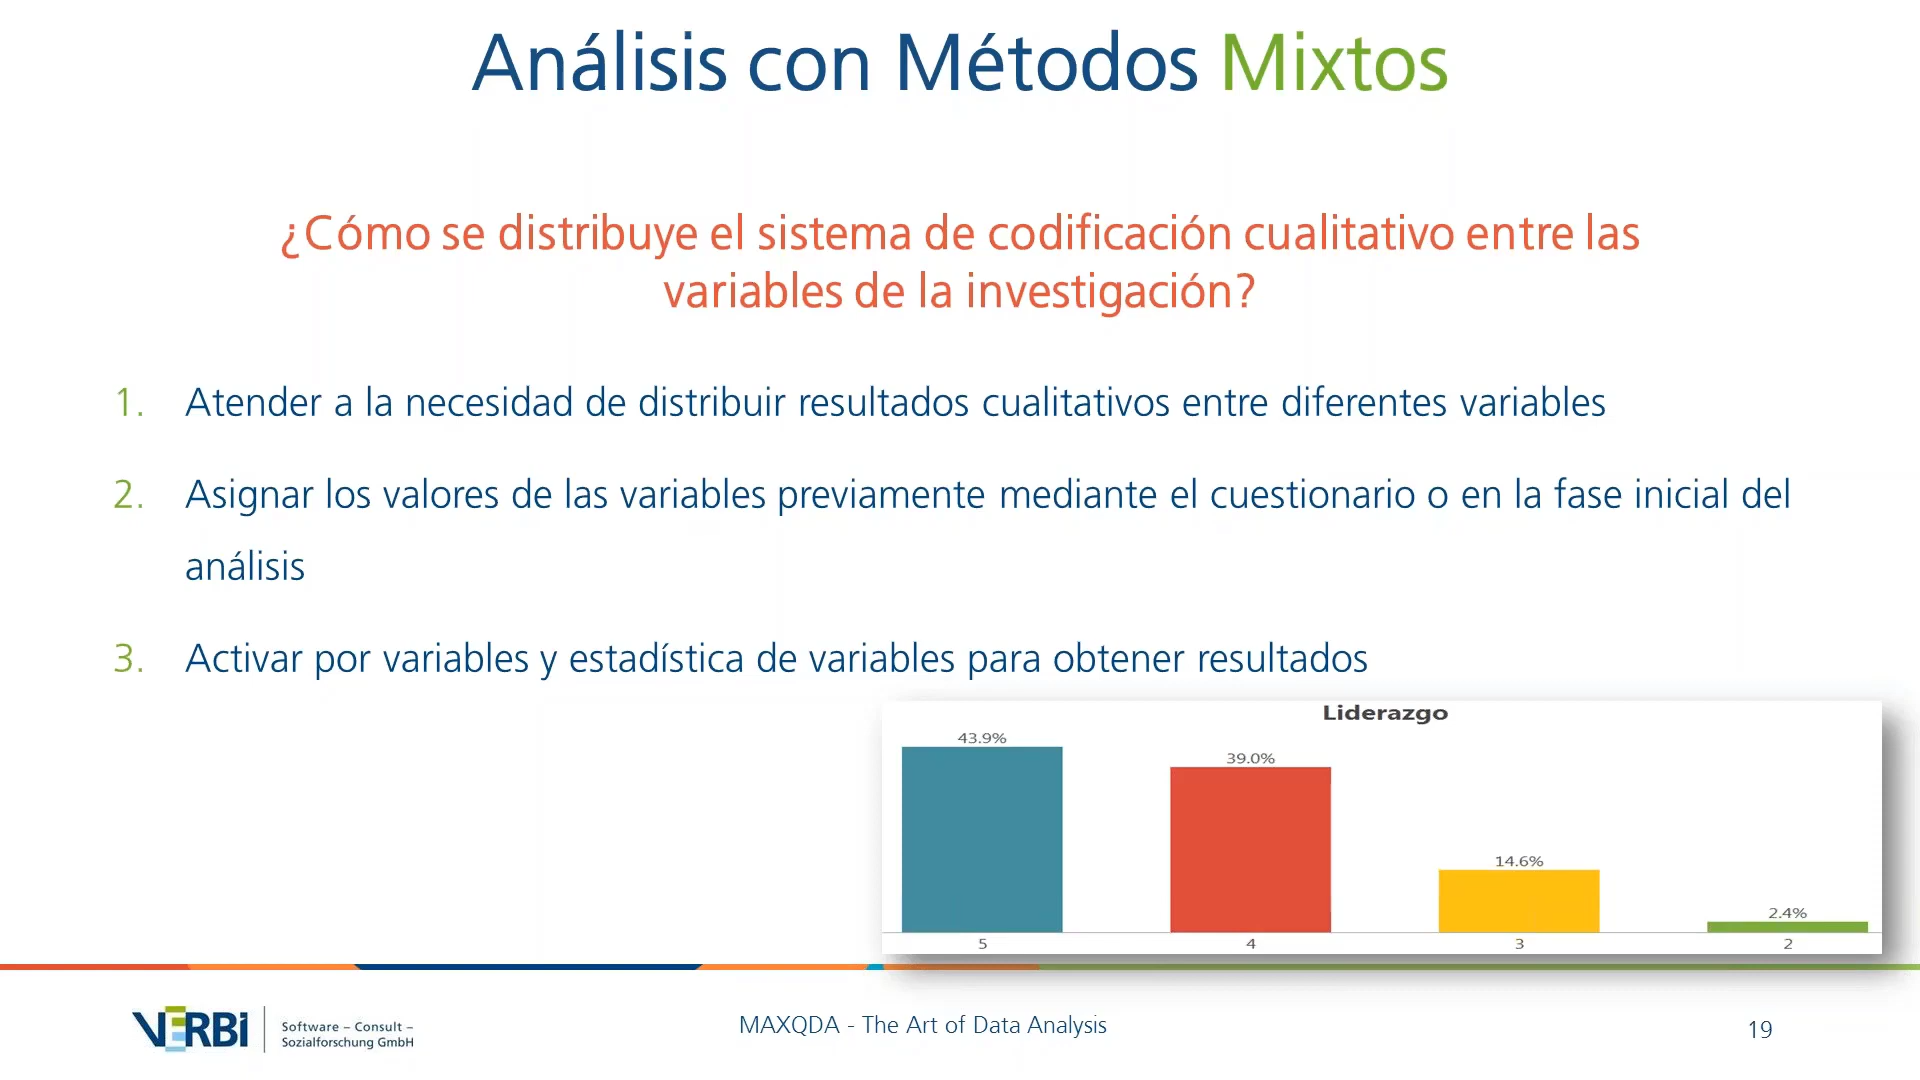 Análisis con Métodos Mixtos
¿Cómo se distribuye el sistema de codificación cualitativo entre las
variables de la investigación?
1. Atender a la necesidad de distribuir resultados cualitativos entre diferentes variables
2. Asignar los valores de las variables previamente mediante el cuestionario o en la fase inicial del
análisis
3. Activar por variables y estadística de variables para obtener resultados
Liderazgo
43.9%
39.0%
14.6%
2.4%
5 4 3 2
VERBI
Software – Consult –
Sozialforschung GmbH
MAXQDA - The Art of Data Analysis
19